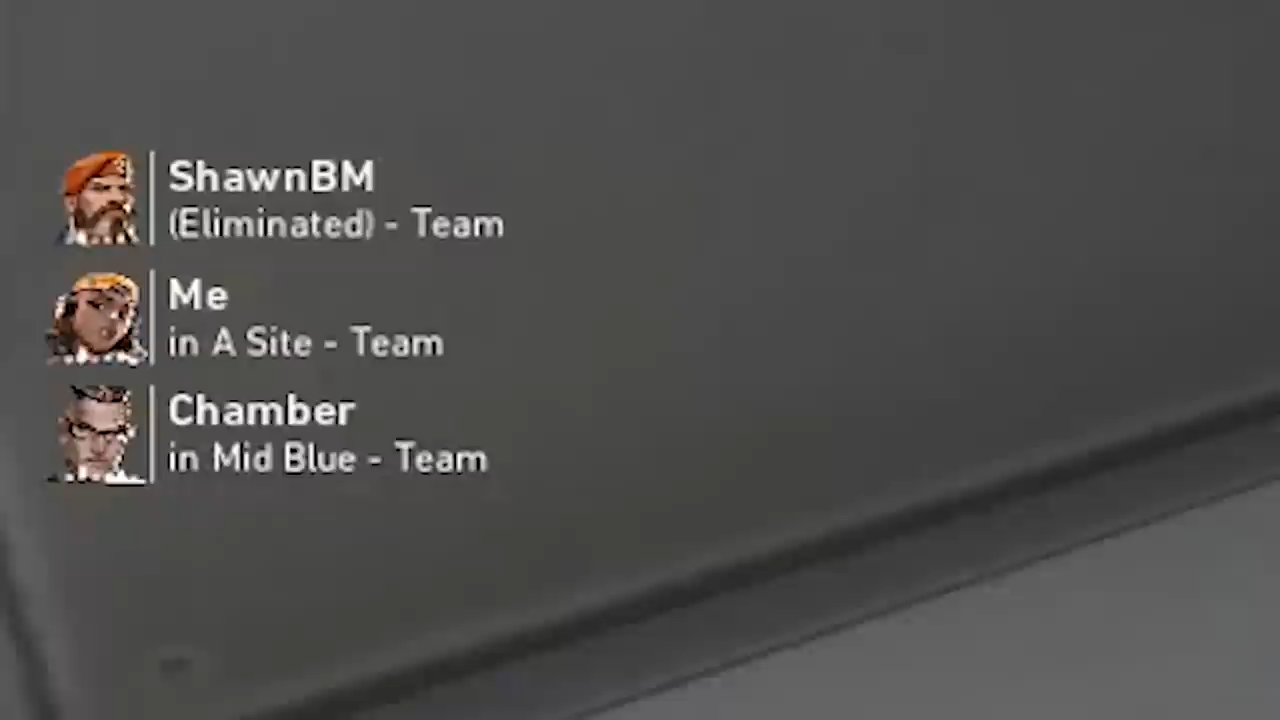 ShawnBM
(Eliminated) - Team
Me
in A Site - Team
Chamber
in Mid Blue - Team